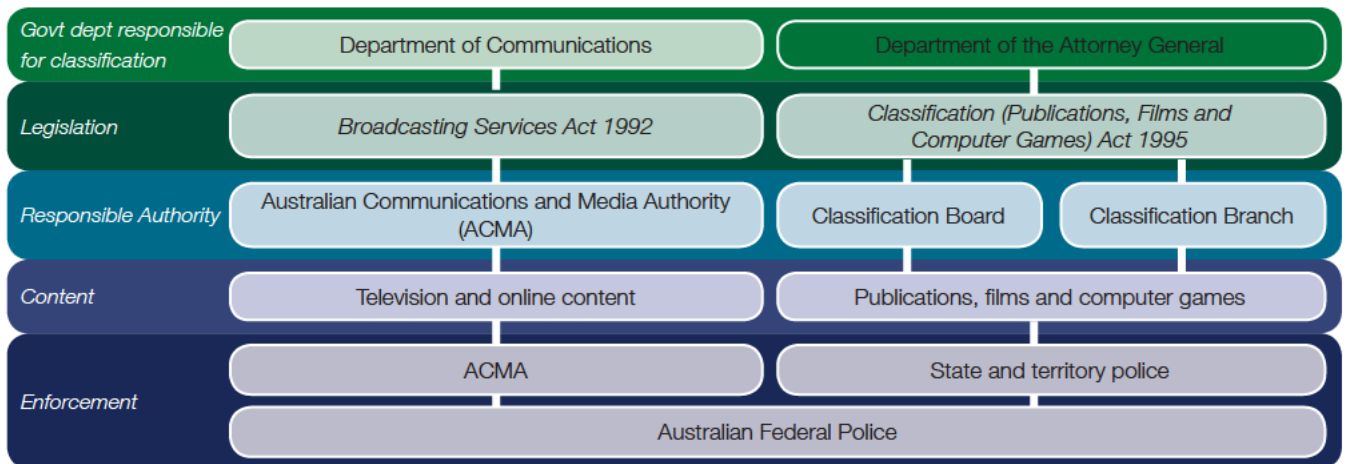 Govt dept responsible
for classification
Department of Communications
Department of the Attorney General
Legislation
Broadcasting Services Act 1992
Classification (Publications, Films and
Computer Games) Act 1995
Responsible Authority
Australian Communications and Media Authority
(ACMA)
Classification Board
Classification Branch
Content
Television and online content
Publications, films and computer games
Enforcement
ACMA
State and territory police
Australian Federal Police